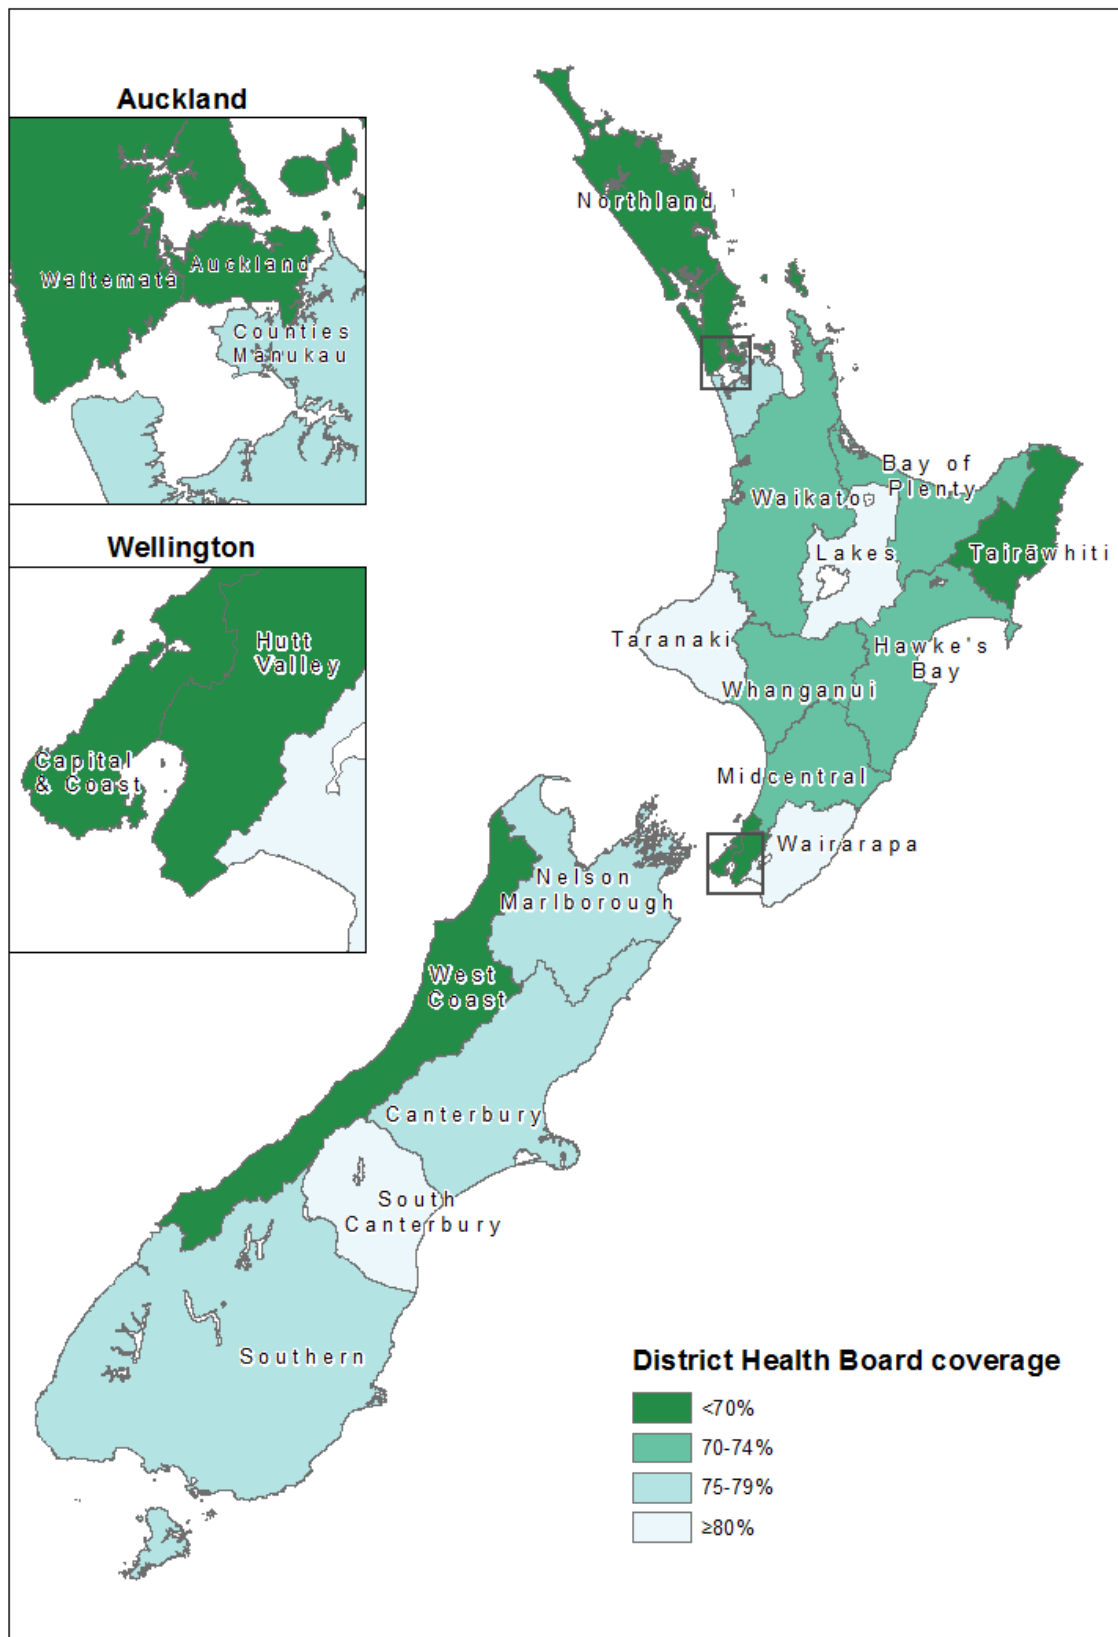 Auckland
Waitemata
Auckland
Counties
Manukau
Wellington
Hutt
Valley
Capital
& Coast
Northland
Bay of
Plenty
Waikato
Lakes
Tairāwhiti
Taranaki
Hawke's
Bay
Whanganui
Midcentral
Wairarapa
Nelson
Marlborough
West
Coast
Canterbury
South
Canterbury
Southern
District Health Board coverage
<70%
70-74%
75-79%
≥80%